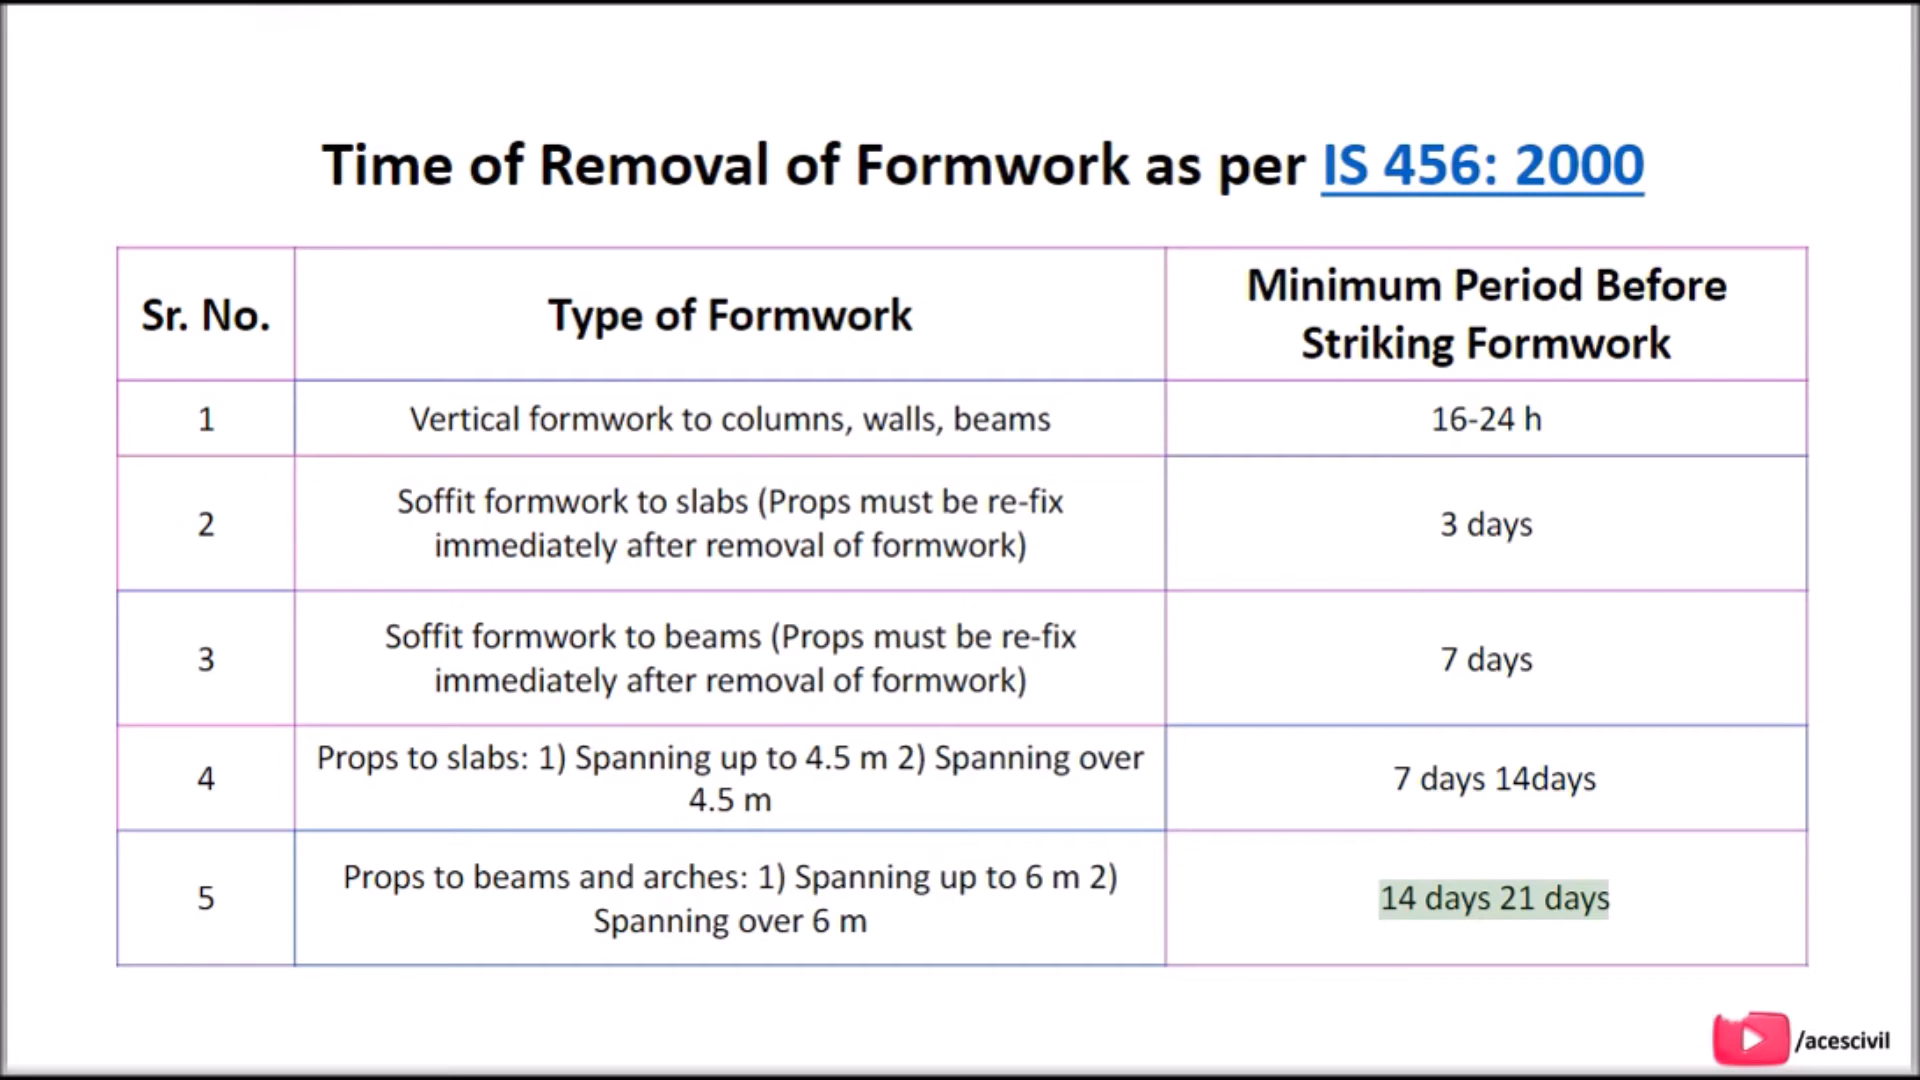 Time of Removal of Formwork as per IS 456: 2000
Sr. No.
Type of Formwork
Minimum Period Before
Striking Formwork
1
Vertical formwork to columns, walls, beams
16-24 h
2
Soffit formwork to slabs (Props must be re-fix
immediately after removal of formwork)
3 days
3
Soffit formwork to beams (Props must be re-fix
immediately after removal of formwork)
7 days
4
Props to slabs: 1) Spanning up to 4.5 m 2) Spanning over
4.5 m
7 days 14days
5
Props to beams and arches: 1) Spanning up to 6 m 2)
Spanning over 6 m
14 days 21 days
/acescivil